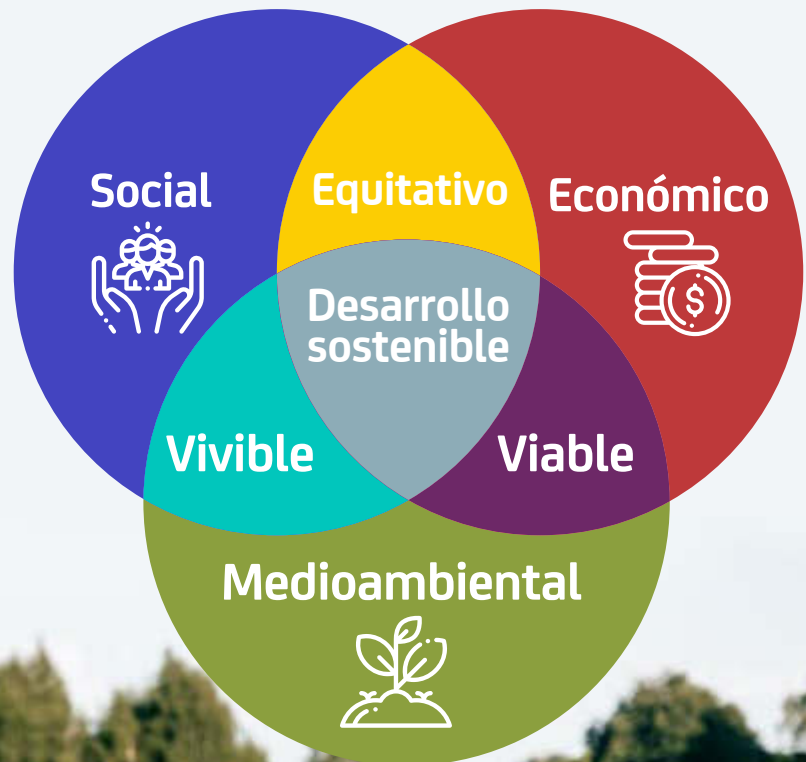 Social
Equitativo
Económico
$
Desarrollo
sostenible
Vivible
Viable
Medioambiental